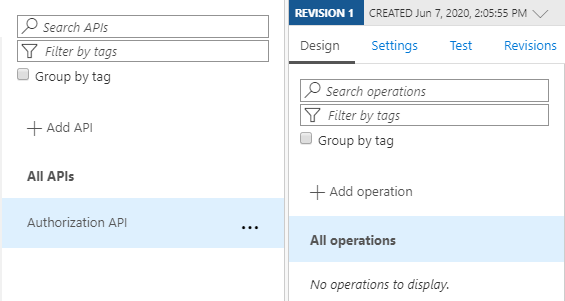 Search APIs
Filter by tags
Group by tag
Add API
All APIs
Authorization API
REVISION 1 CREATED Jun 7, 2020, 2:05:55 PM
Design Settings Test Revisions
Search operations
Filter by tags
Group by tag
Add operation
All operations
No operations to display.